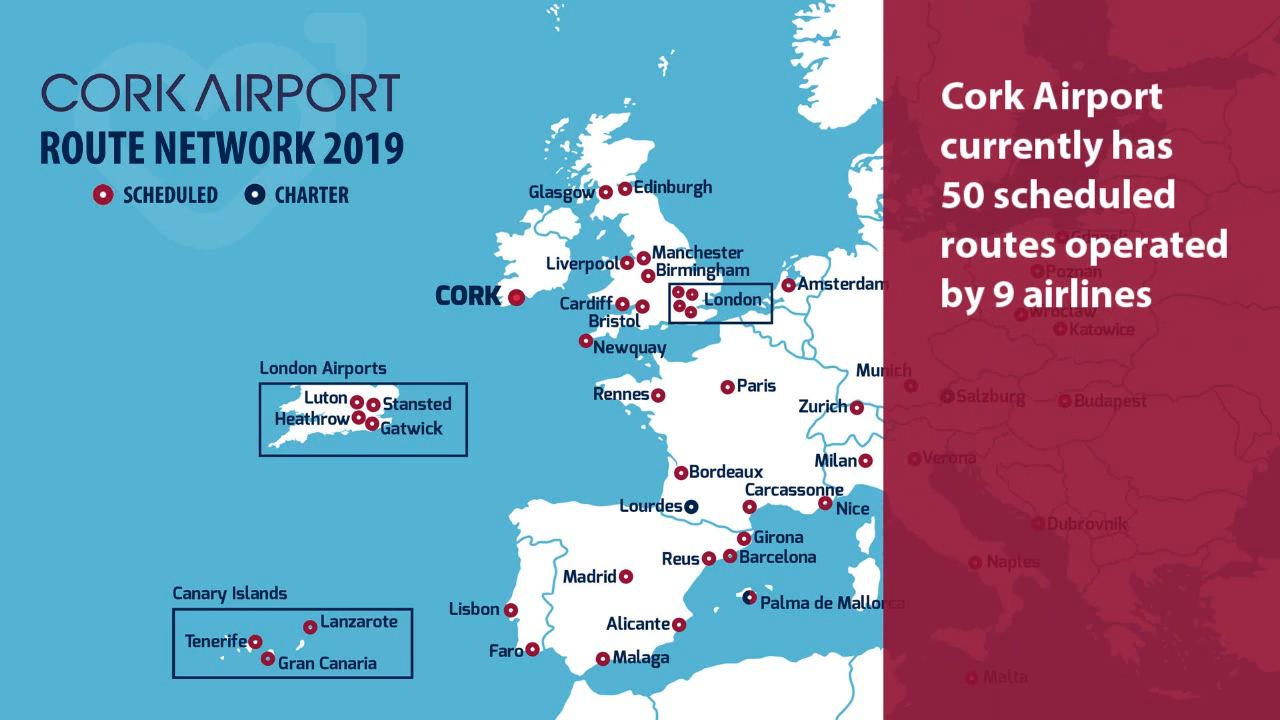 CORK AIRPORT
ROUTE NETWORK 2019
SCHEDULED
CHARTER
Cork Airport
currently has
50 scheduled
routes operated
by 9 airlines
Glasgow
Edinburgh
Manchester
Liverpool
Birmingham
CORK
Cardiff
Bristol
London
Amsterdam
Newquay
Gdansk
Poznan
Wroclaw
Katowice
London Airports
Luton
Stansted
Heathrow
Gatwick
Rennes
Paris
Munich
Zurich
Salzburg
Budapest
Milan
Verona
Bordeaux
Carcassonne
Lourdes
Nice
Girona
Reus
Barcelona
Dubrovnik
Madrid
Naples
Canary Islands
Lanzarote
Tenerife
Gran Canaria
Lisbon
Palma de Mallorca
Alicante
Faro
Malaga
Malta